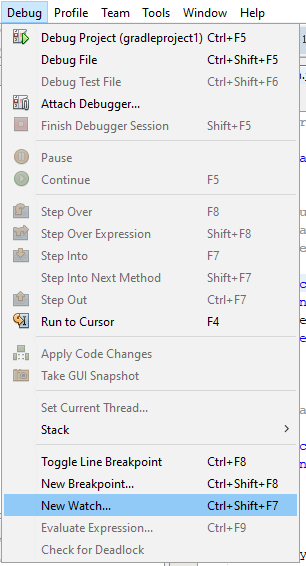 Debug Profile Team Tools Window Help
Debug Project (gradleproject1) Ctrl+F5
Debug File Ctrl+Shift+F5
Debug Test File Ctrl+Shift+F6
Attach Debugger...
Finish Debugger Session Shift+F5
Pause
Continue F5
Step Over F8
Step Over Expression Shift+F8
Step Into F7
Step Into Next Method Shift+F7
Step Out Ctrl+F7
Run to Cursor F4
Apply Code Changes
Take GUI Snapshot
Set Current Thread...
Stack
Toggle Line Breakpoint Ctrl+F8
New Breakpoint... Ctrl+Shift+F8
New Watch... Ctrl+Shift+F7
Evaluate Expression... Ctrl+F9
Check for Deadlock